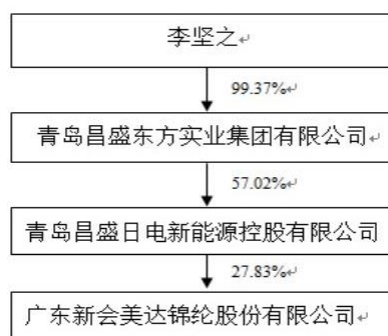 李坚之
99.37%
青岛昌盛东方实业集团有限公司
57.02%
青岛昌盛日电新能源控股有限公司
27.83%
广东新会美达锦纶股份有限公司